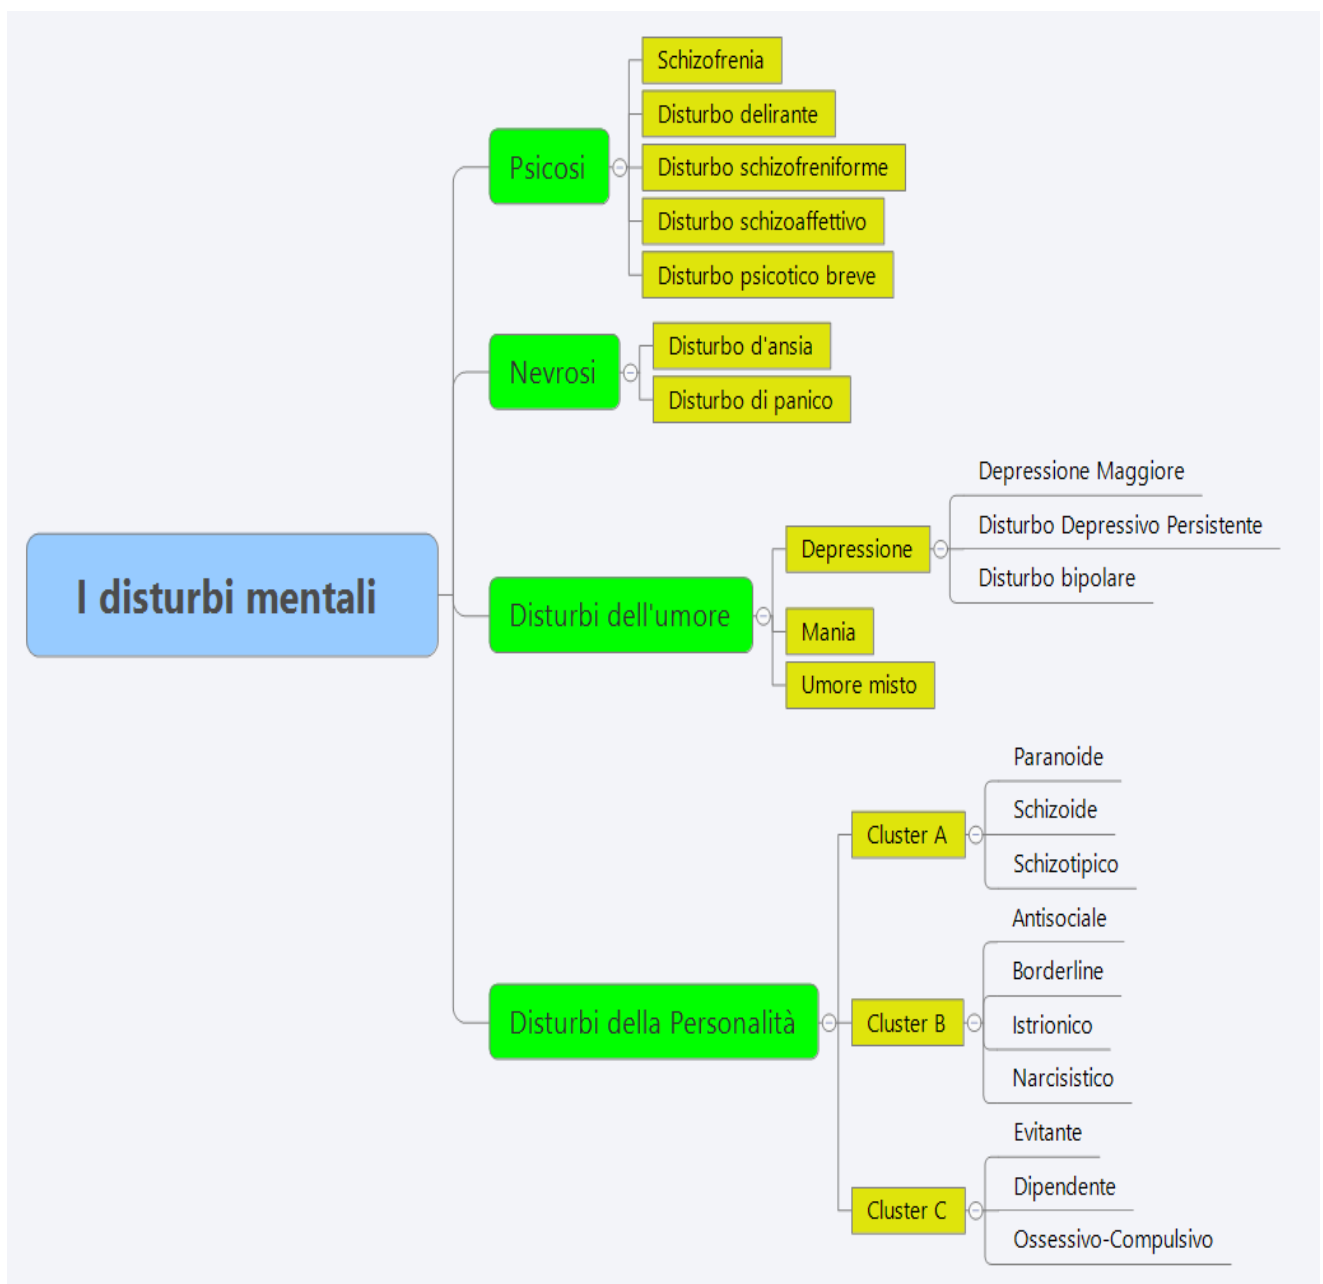 I disturbi mentali
Psicosi
Schizofrenia
Disturbo delirante
Disturbo schizofreniforme
Disturbo schizoaffettivo
Disturbo psicotico breve
Nevrosi
Disturbo d'ansia
Disturbo di panico
Disturbi dell'umore
Depressione
Depressione Maggiore
Disturbo Depressivo Persistente
Disturbo bipolare
Mania
Umore misto
Disturbi della Personalità
Cluster A
Paranoide
Schizoide
Schizotipico
Cluster B
Antisociale
Borderline
Istrionico
Narcisistico
Cluster C
Evitante
Dipendente
Ossessivo-Compulsivo